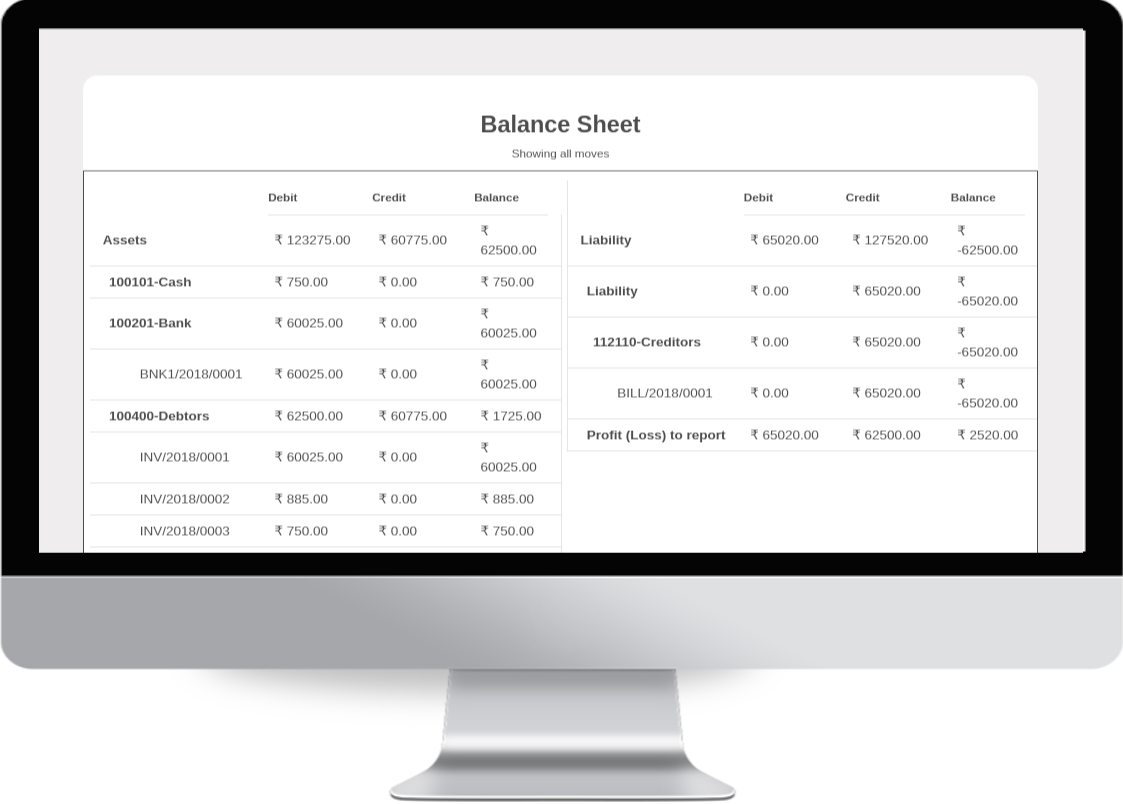 Balance Sheet
Showing all moves
Debit Credit Balance
Assets ₹ 123275.00 ₹ 60775.00 ₹ 62500.00
100101-Cash ₹ 750.00 ₹ 0.00 ₹ 750.00
100201-Bank ₹ 60025.00 ₹ 0.00 ₹ 60025.00
BNK1/2018/0001 ₹ 60025.00 ₹ 0.00 ₹ 60025.00
100400-Debtors ₹ 62500.00 ₹ 60775.00 ₹ 1725.00
INV/2018/0001 ₹ 60025.00 ₹ 0.00 ₹ 60025.00
INV/2018/0002 ₹ 885.00 ₹ 0.00 ₹ 885.00
INV/2018/0003 ₹ 750.00 ₹ 0.00 ₹ 750.00
Debit Credit Balance
Liability ₹ 65020.00 ₹ 127520.00 ₹ -62500.00
Liability ₹ 0.00 ₹ 65020.00 ₹ -65020.00
112110-Creditors ₹ 0.00 ₹ 65020.00 ₹ -65020.00
BILL/2018/0001 ₹ 0.00 ₹ 65020.00 ₹ -65020.00
Profit (Loss) to report ₹ 65020.00 ₹ 62500.00 ₹ 2520.00